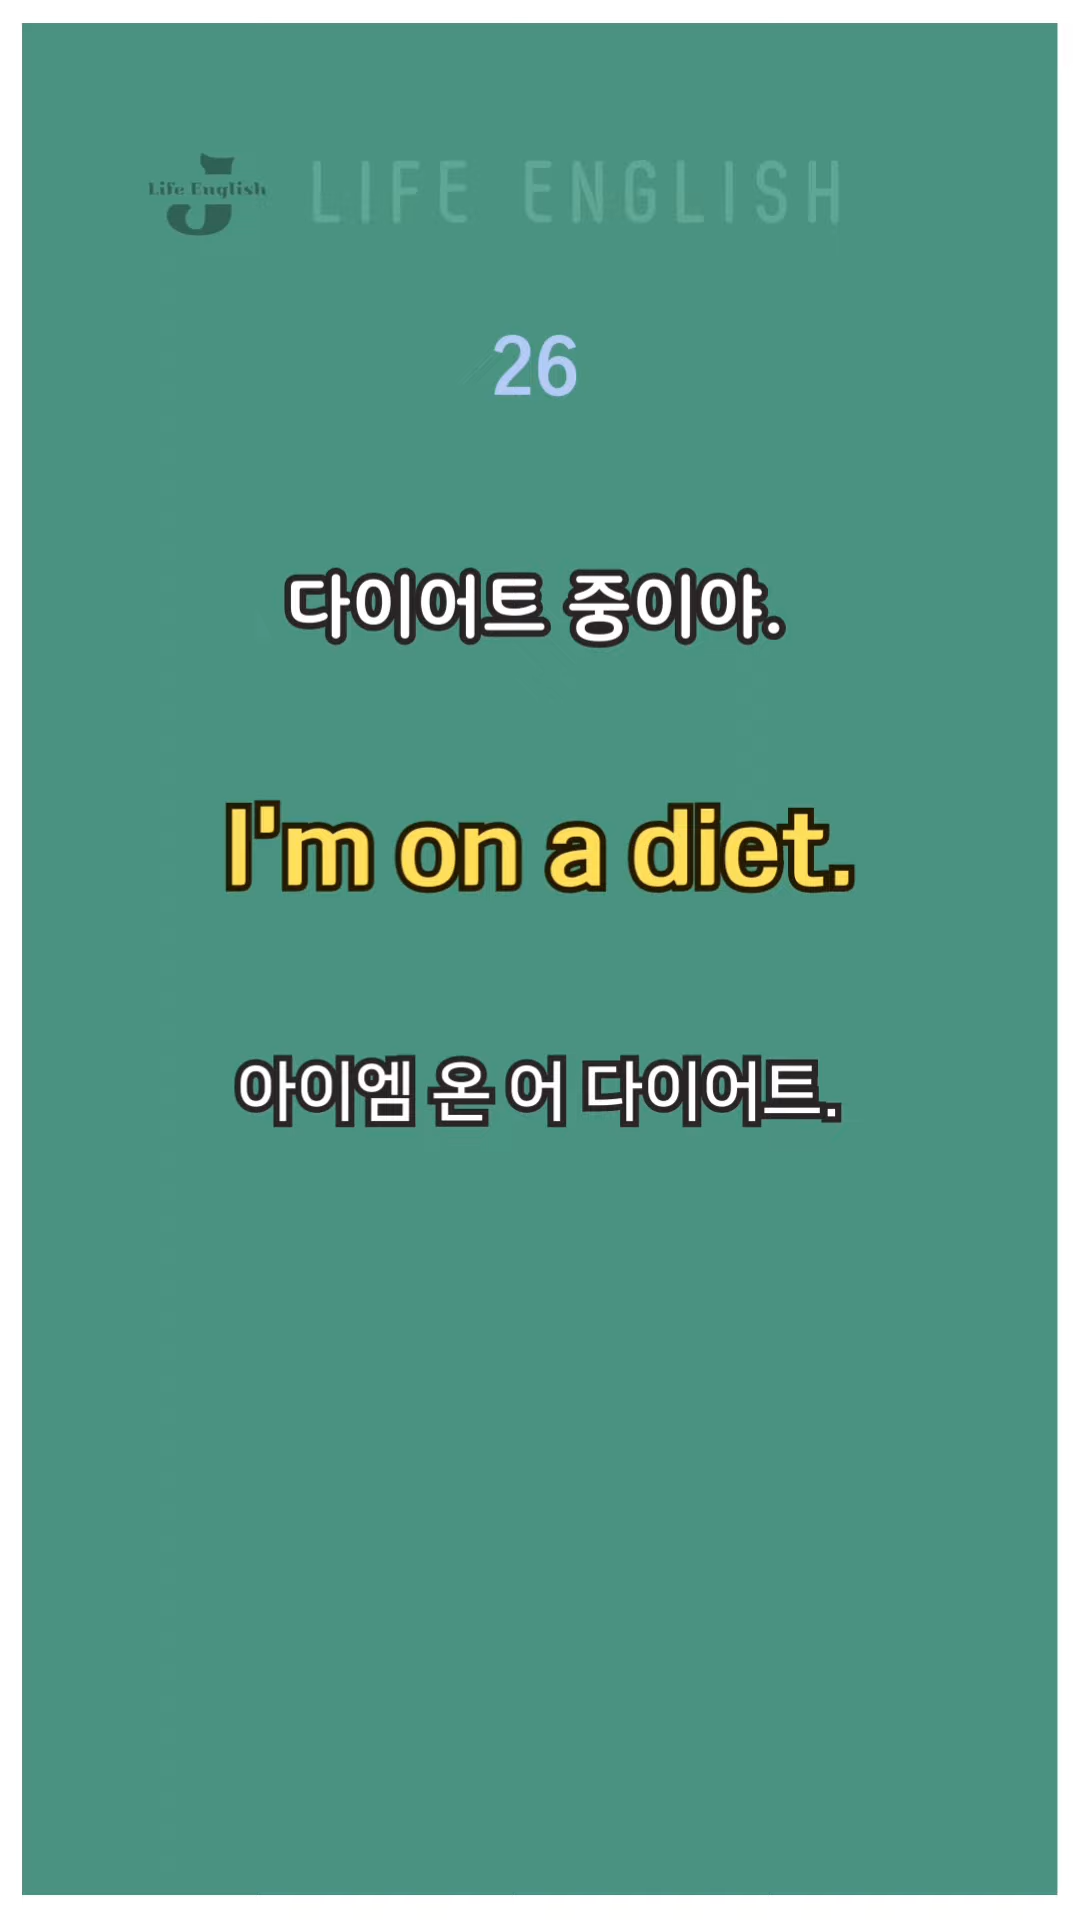 Life English
J
LIFE ENGLISH
26
다이어트 중이야.
I'm on a diet.
아이엠 온 어 다이어트.